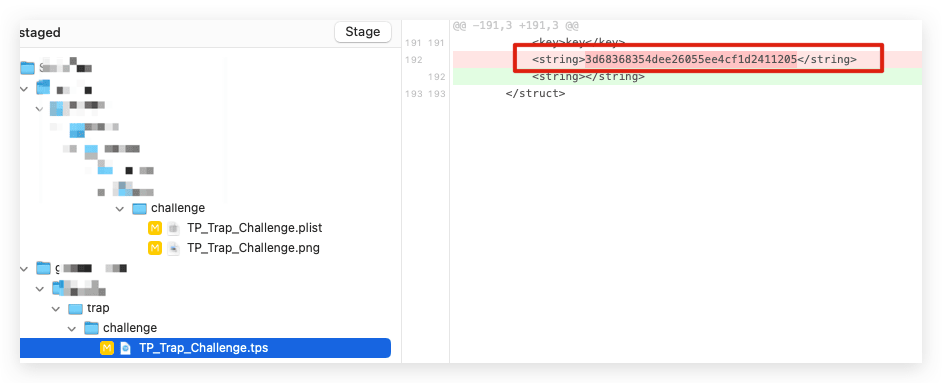 staged
Stage
challenge
TP_Trap_Challenge.plist
TP_Trap_Challenge.png
trap
challenge
TP_Trap_Challenge.tps
@@ -191,3 +191,3 @@
191 191 <key>key</key>
192 <string>3d68368354dee26055ee4cf1d2411205</string>
192 <string></string>
193 193 </struct>